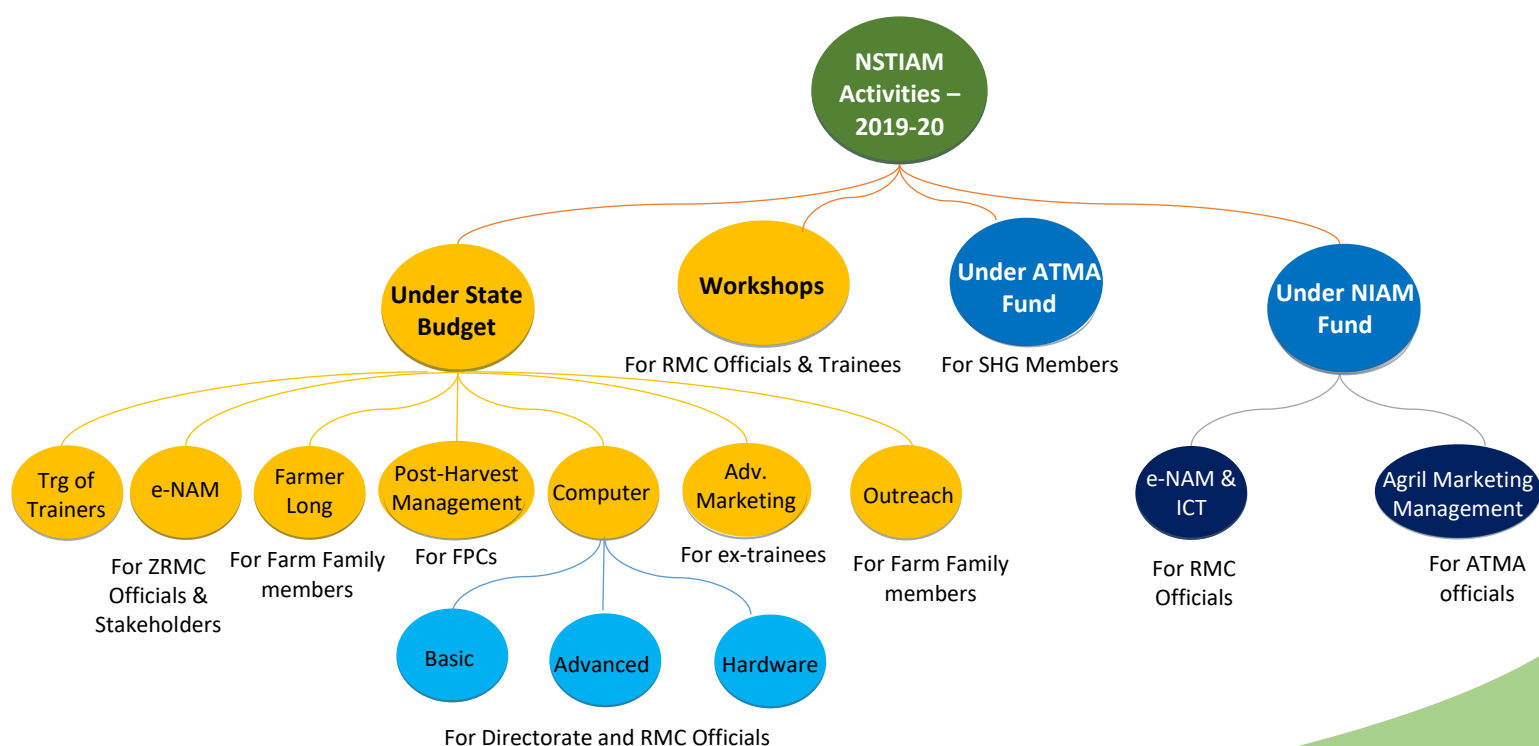 NSTIAM
Activities –
2019-20
Under State
Budget
Workshops
For RMC Officials & Trainees
Under ATMA
Fund
For SHG Members
Under NIAM
Fund
Trg of
Trainers
e-NAM
For ZRMC
Officials &
Stakeholders
Farmer
Long
For Farm Family
members
Post-Harvest
Management
For FPCs
Computer
Adv.
Marketing
For ex-trainees
Outreach
For Farm Family
members
e-NAM &
ICT
For RMC
Officials
Agril Marketing
Management
For ATMA
officials
Basic
Advanced
Hardware
For Directorate and RMC Officials